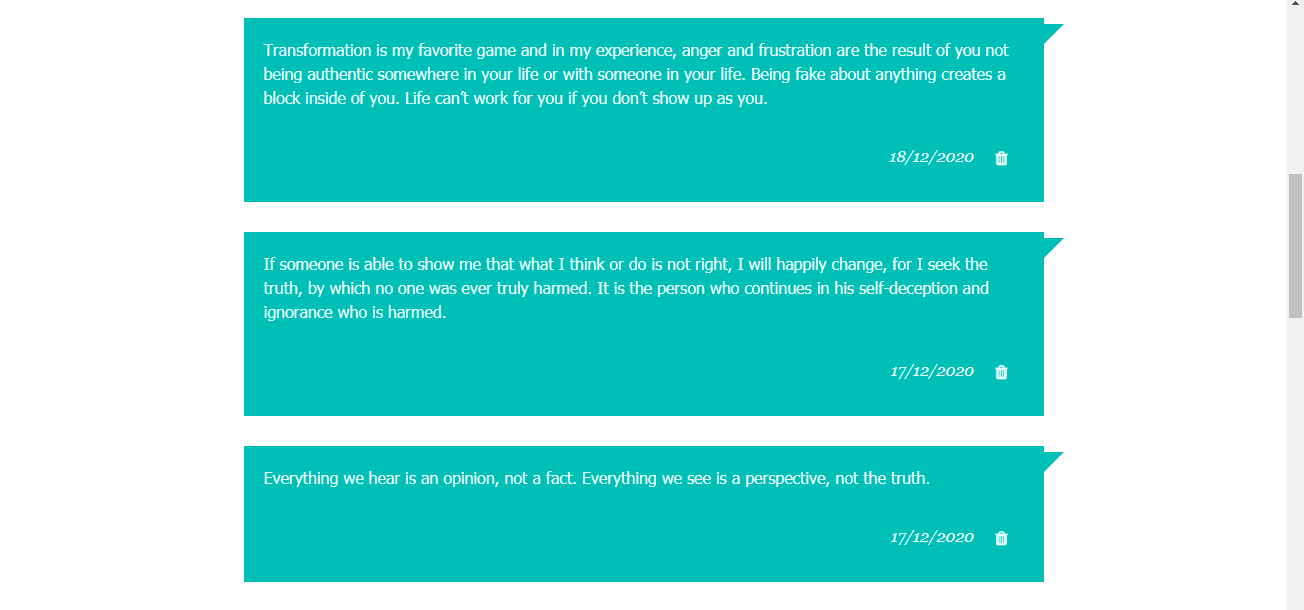 Transformation is my favorite game and in my experience, anger and frustration are the result of you not
being authentic somewhere in your life or with someone in your life. Being fake about anything creates a
block inside of you. Life can’t work for you if you don’t show up as you.
18/12/2020
If someone is able to show me that what I think or do is not right, I will happily change, for I seek the
truth, by which no one was ever truly harmed. It is the person who continues in his self-deception and
ignorance who is harmed.
17/12/2020
Everything we hear is an opinion, not a fact. Everything we see is a perspective, not the truth.
17/12/2020